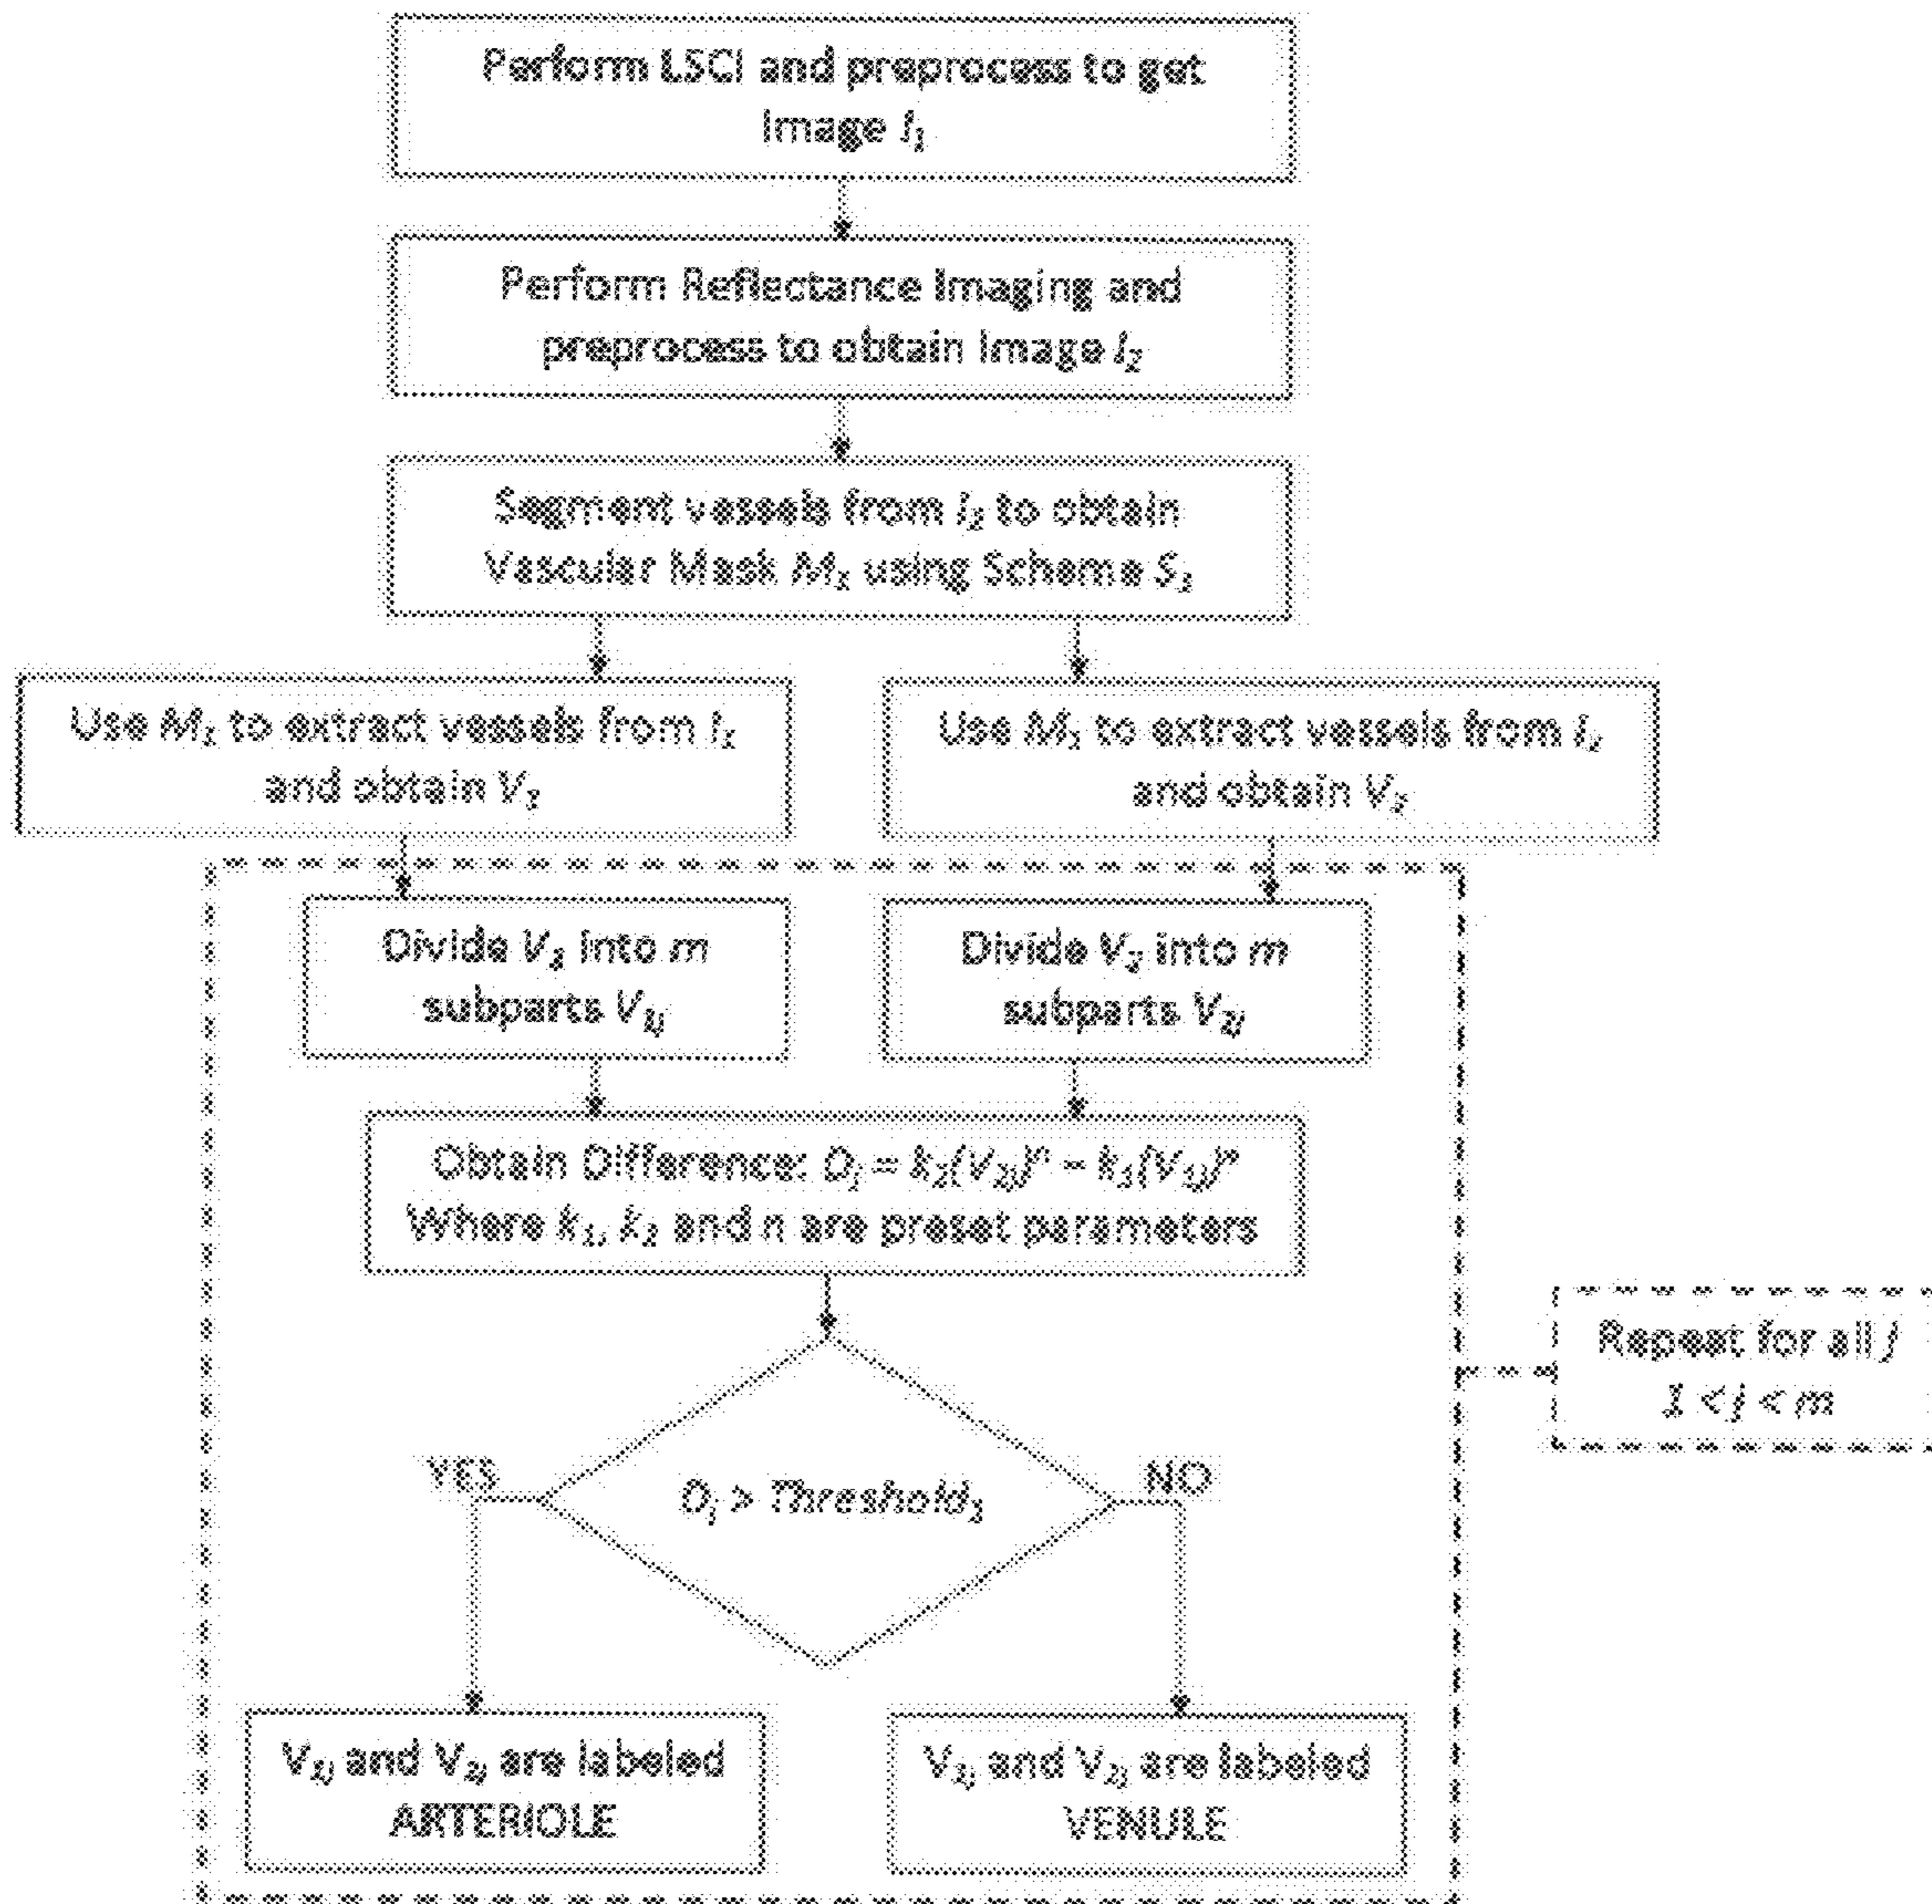 Perform LSCI and preprocess to get
Image I₁
Perform Reflectance Imaging and
preprocess to obtain Image I₂
Segment vessels from I₂ to obtain
Vascular Mask M₁ using Scheme S₁
Use M₁ to extract vessels from I₁
and obtain V₁
Use M₁ to extract vessels from I₂
and obtain V₂
Divide V₁ into m
subparts V₁ⱼ
Divide V₂ into m
subparts V₂ⱼ
Obtain Difference: Dⱼ = k₂(V₂ⱼ)ⁿ – k₁(V₁ⱼ)ⁿ
Where k₁, k₂ and n are preset parameters
Repeat for all j
1 < j < m
YES
Dⱼ > Threshold₁
NO
V₁ⱼ and V₂ⱼ are labeled
ARTERIOLE
V₁ⱼ and V₂ⱼ are labeled
VENULE